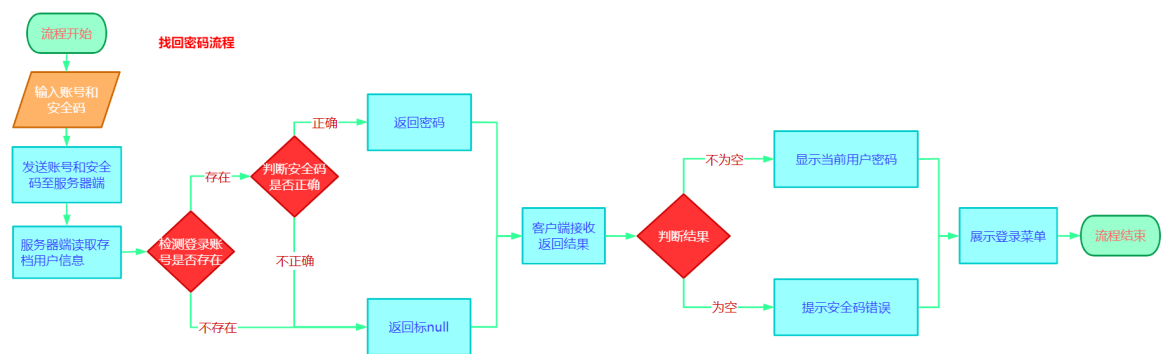 流程开始
找回密码流程
输入账号和
安全码
发送账号和安全
码至服务器端
服务器端读取存
档用户信息
检测登录账
号是否存在
存在
不存在
判断安全码
是否正确
正确
不正确
返回密码
返回标null
客户端接收
返回结果
判断结果
不为空
为空
显示当前用户密码
提示安全码错误
展示登录菜单
流程结束